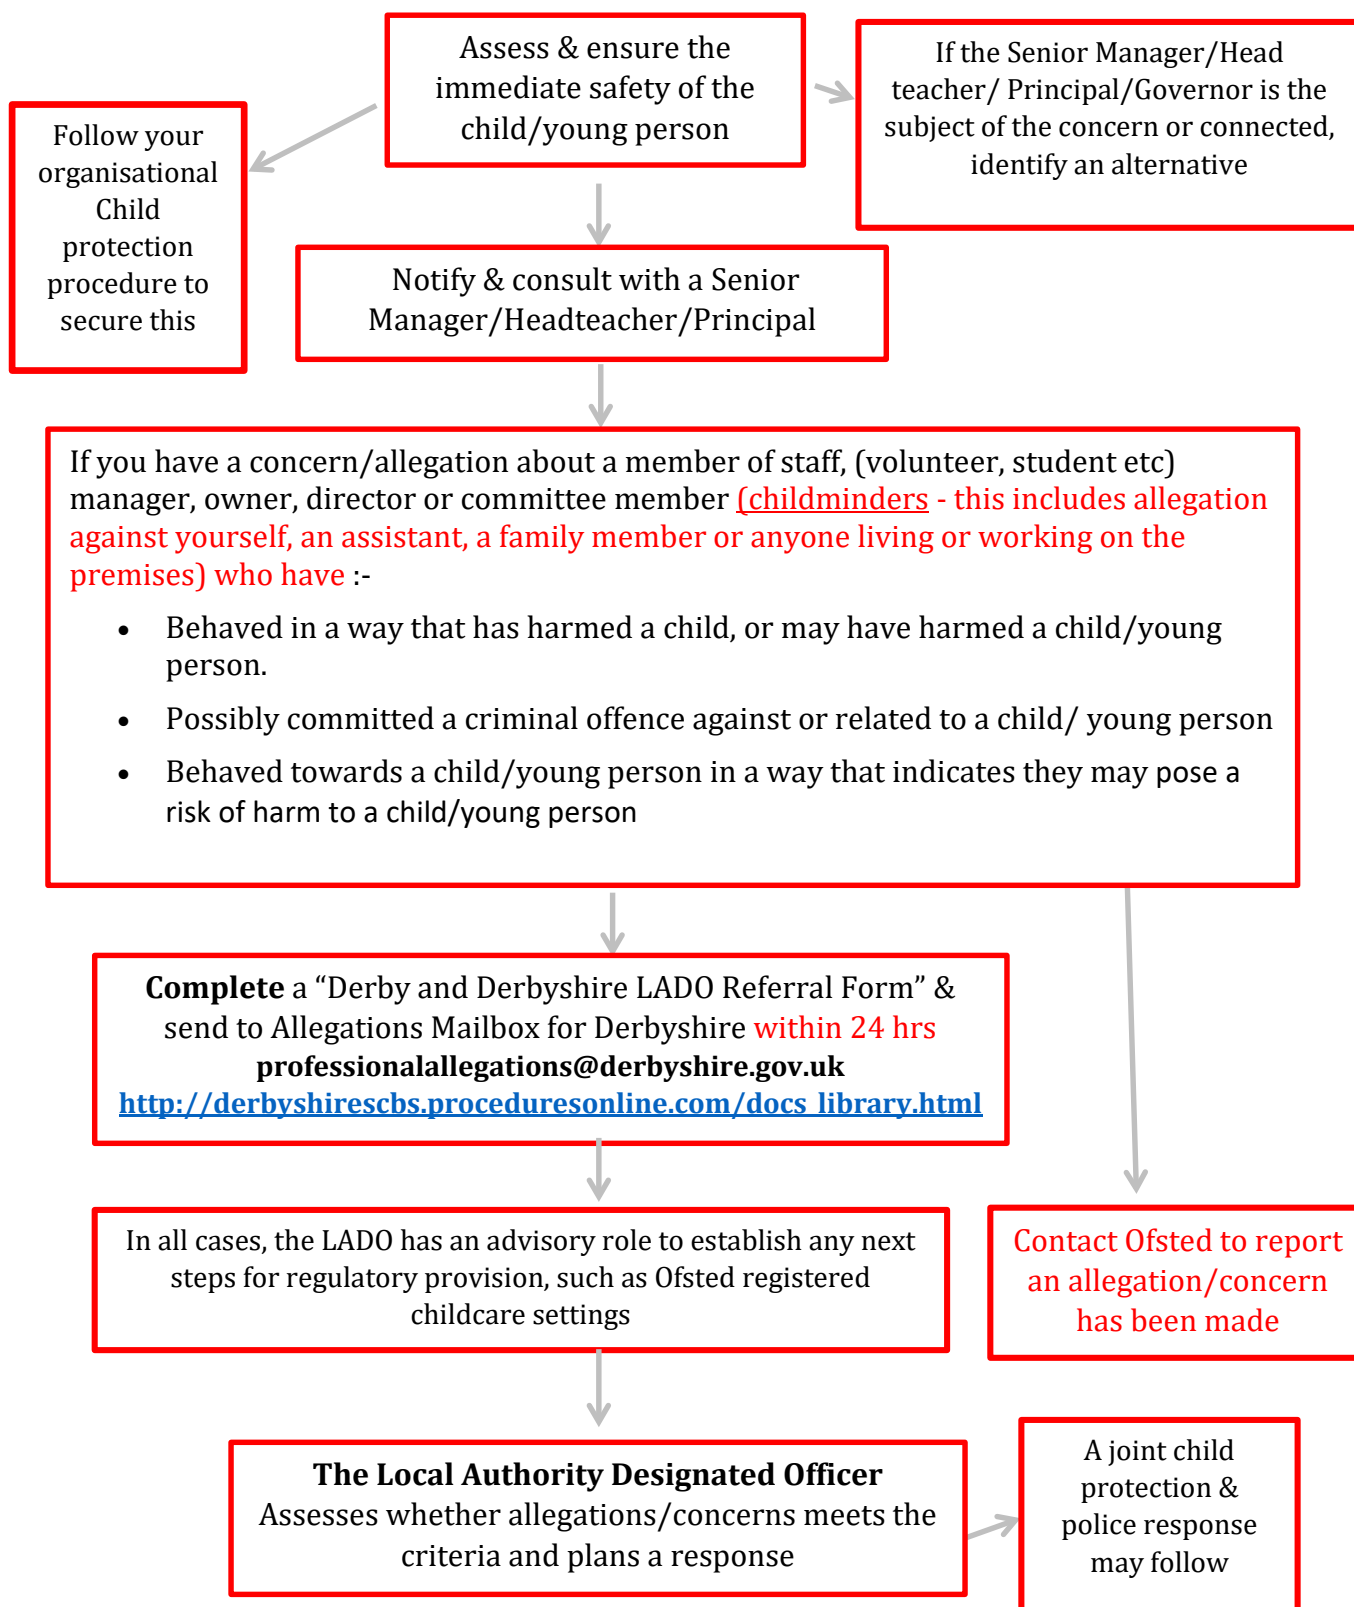 Assess & ensure the
immediate safety of the
child/young person
If the Senior Manager/Head
teacher/ Principal/Governor is the
subject of the concern or connected,
identify an alternative
Follow your
organisational
Child
protection
procedure to
secure this
Notify & consult with a Senior
Manager/Headteacher/Principal
If you have a concern/allegation about a member of staff, (volunteer, student etc)
manager, owner, director or committee member (childminders - this includes allegation
against yourself, an assistant, a family member or anyone living or working on the
premises) who have :-
• Behaved in a way that has harmed a child, or may have harmed a child/young
person.
• Possibly committed a criminal offence against or related to a child/ young person
• Behaved towards a child/young person in a way that indicates they may pose a
risk of harm to a child/young person
Complete a “Derby and Derbyshire LADO Referral Form” &
send to Allegations Mailbox for Derbyshire within 24 hrs
professionalallegations@derbyshire.gov.uk
http://derbyshirescbs.proceduresonline.com/docs_library.html
In all cases, the LADO has an advisory role to establish any next
steps for regulatory provision, such as Ofsted registered
childcare settings
Contact Ofsted to report
an allegation/concern
has been made
The Local Authority Designated Officer
Assesses whether allegations/concerns meets the
criteria and plans a response
A joint child
protection &
police response
may follow